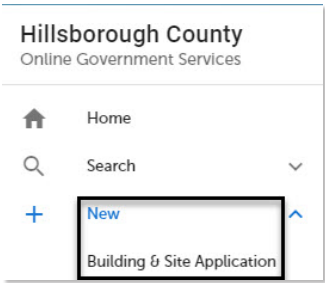 Hillsborough County
Online Government Services
Home
Search
New
Building & Site Application